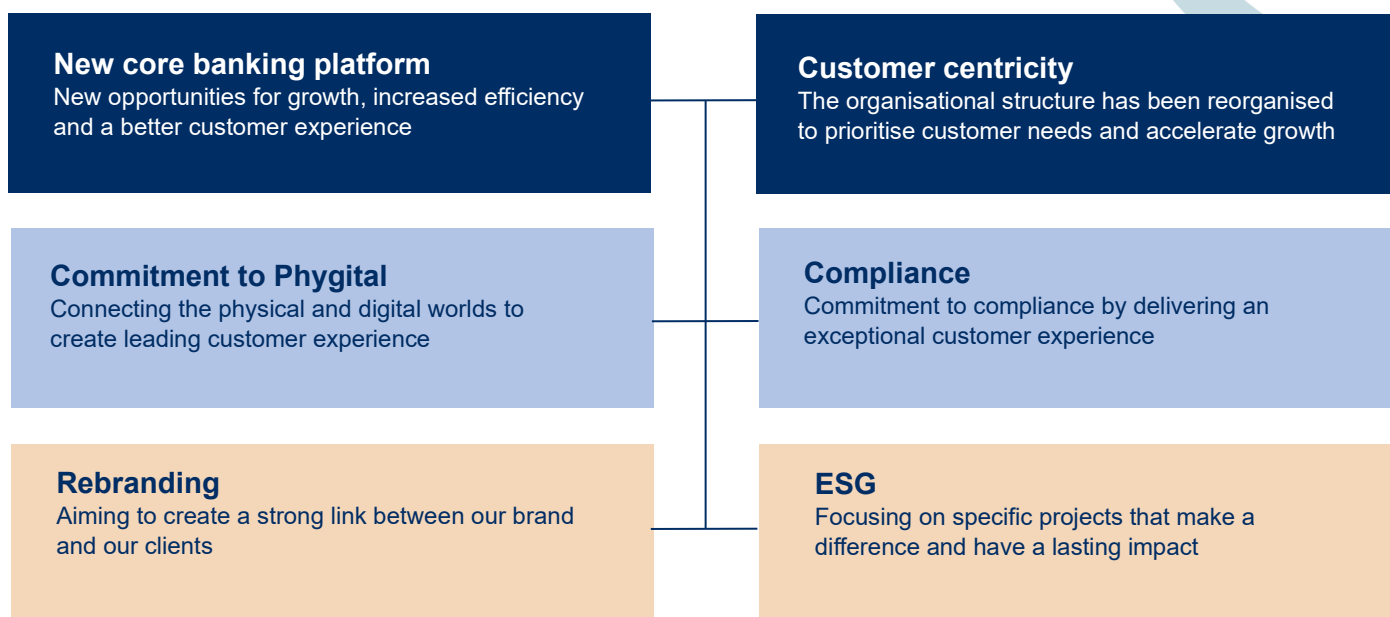 New core banking platform
New opportunities for growth, increased efficiency
and a better customer experience
Customer centricity
The organisational structure has been reorganised
to prioritise customer needs and accelerate growth
Commitment to Phygital
Connecting the physical and digital worlds to
create leading customer experience
Compliance
Commitment to compliance by delivering an
exceptional customer experience
Rebranding
Aiming to create a strong link between our brand
and our clients
ESG
Focusing on specific projects that make a
difference and have a lasting impact